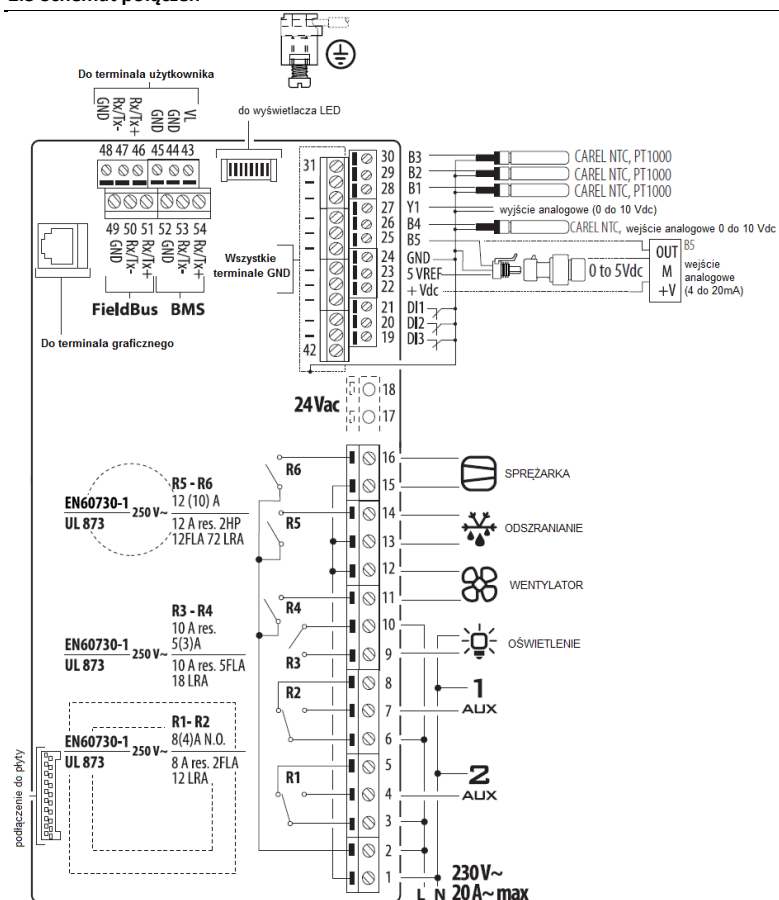 Do terminala użytkownika
GND
Rx/Tx-
Rx/Tx+
GND
GND
VL
do wyświetlacza LED
48 47 46 45 44 43
49 50 51 52 53 54
GND
Rx/Tx-
Rx/Tx+
GND
Rx/Tx-
Rx/Tx+
FieldBus BMS
Do terminala graficznego
Wszystkie
terminale GND
31
42
30 B3 CAREL NTC, PT1000
29 B2 CAREL NTC, PT1000
28 B1 CAREL NTC, PT1000
27 Y1 wyjście analogowe (0 do 10 Vdc)
26 B4 CAREL NTC, wejście analogowe 0 do 10 Vdc
25 B5
24 GND
23 5 VREF
22 + Vdc
0 to 5Vdc
OUT
M
+V
B5
wejście
analogowe
(4 do 20mA)
21 DI1
20 DI2
19 DI3
24 Vac
18
17
R6
16
15
SPRĘŻARKA
R5
14
13
ODSZRANIANIE
12
11
WENTYLATOR
R4
R3
10
9
OŚWIETLENIE
R2
8
7
6
1
AUX
R1
5
4
3
2
AUX
2
1
230 V~
20 A~ max
L N
R5 - R6
EN60730-1
UL 873
250 V~
12 (10) A
12 A res. 2HP
12FLA 72 LRA
R3 - R4
EN60730-1
UL 873
250 V~
10 A res.
5(3)A
10 A res. 5FLA
18 LRA
R1- R2
EN60730-1
UL 873
250 V~
8(4)A N.O.
8 A res. 2FLA
12 LRA
podłączenie do płyty